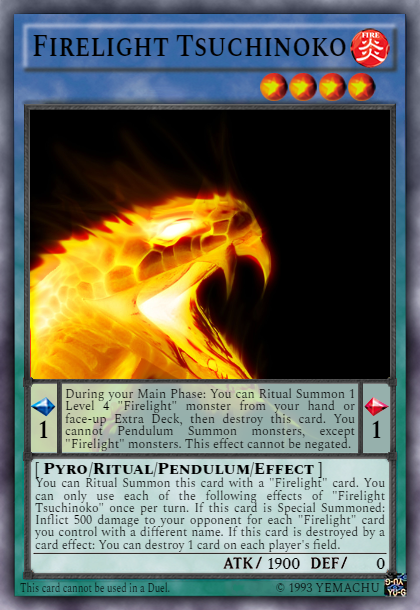 FIRELIGHT TSUCHINOKO
FIRE
炎
During your Main Phase: You can Ritual Summon 1
Level 4 "Firelight" monster from your hand or
face-up Extra Deck, then destroy this card. You
cannot Pendulum Summon monsters, except
"Firelight" monsters. This effect cannot be negated.
1
1
[ PYRO/RITUAL/PENDULUM/EFFECT ]
You can Ritual Summon this card with a "Firelight" card. You
can only use each of the following effects of "Firelight
Tsuchinoko" once per turn. If this card is Special Summoned:
Inflict 500 damage to your opponent for each "Firelight" card
you control with a different name. If this card is destroyed by a
card effect: You can destroy 1 card on each player's field.
ATK/ 1900 DEF/ 0
This card cannot be used in a Duel. © 1993 YEMACHU